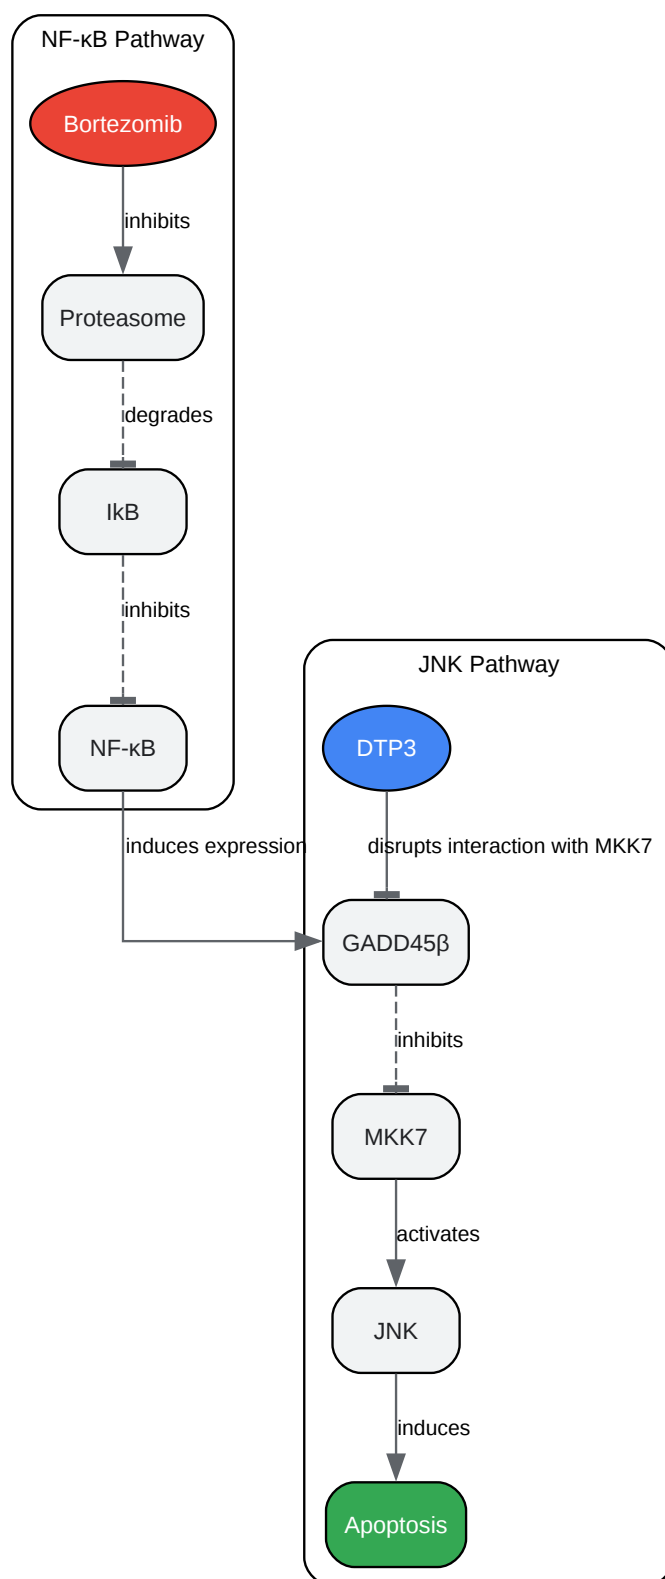 NF-κB Pathway
Bortezomib
inhibits
Proteasome
degrades
IkB
inhibits
NF-κB
induces expression
JNK Pathway
DTP3
disrupts interaction with MKK7
GADD45β
inhibits
MKK7
activates
JNK
induces
Apoptosis